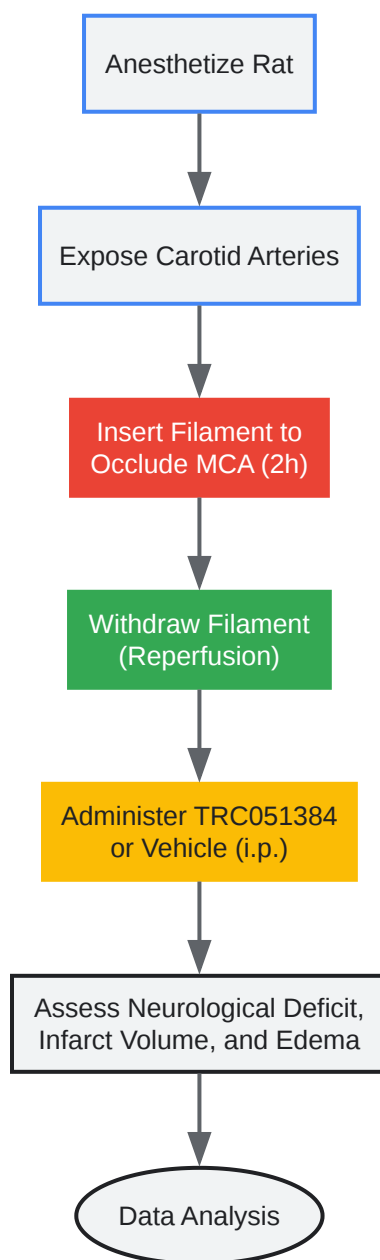 Anesthetize Rat
Expose Carotid Arteries
Insert Filament to
Occlude MCA (2h)
Withdraw Filament
(Reperfusion)
Administer TRC051384
or Vehicle (i.p.)
Assess Neurological Deficit,
Infarct Volume, and Edema
Data Analysis